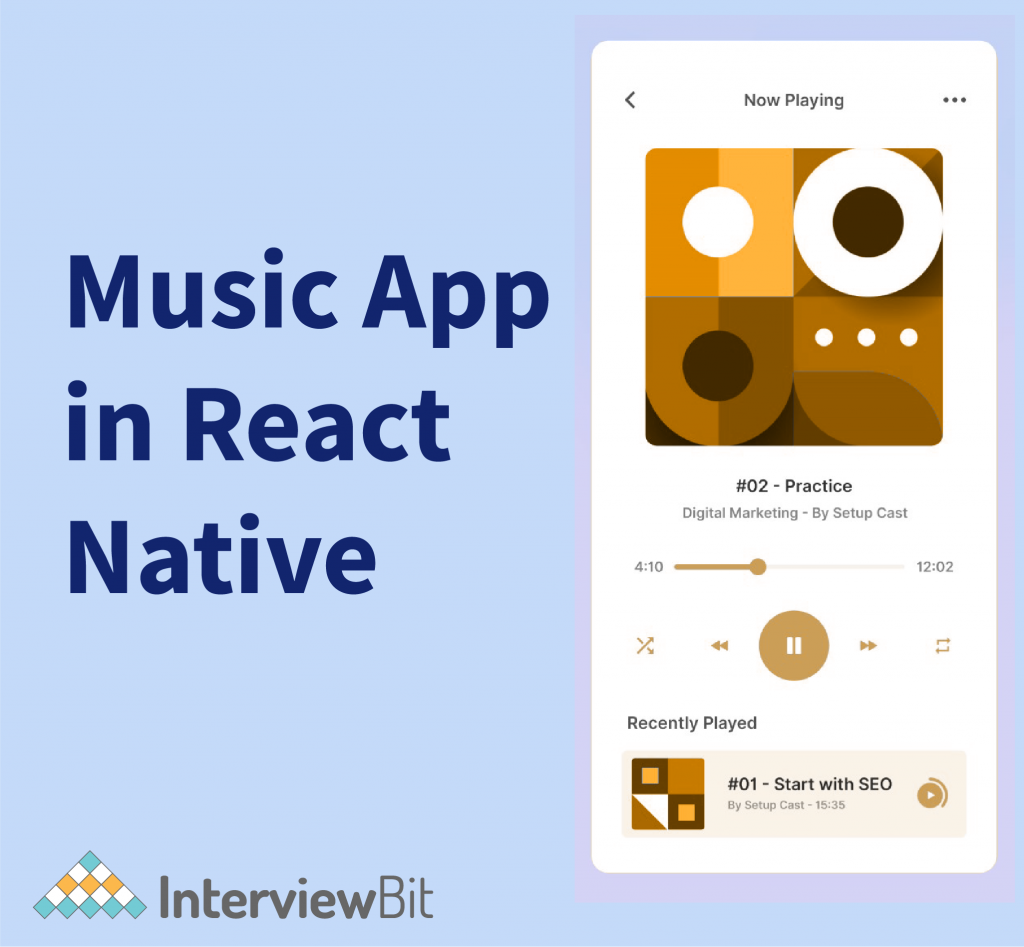 Music App
in React
Native
Now Playing
#02 - Practice
Digital Marketing - By Setup Cast
4:10
12:02
Recently Played
#01 - Start with SEO
By Setup Cast - 15:35
InterviewBit